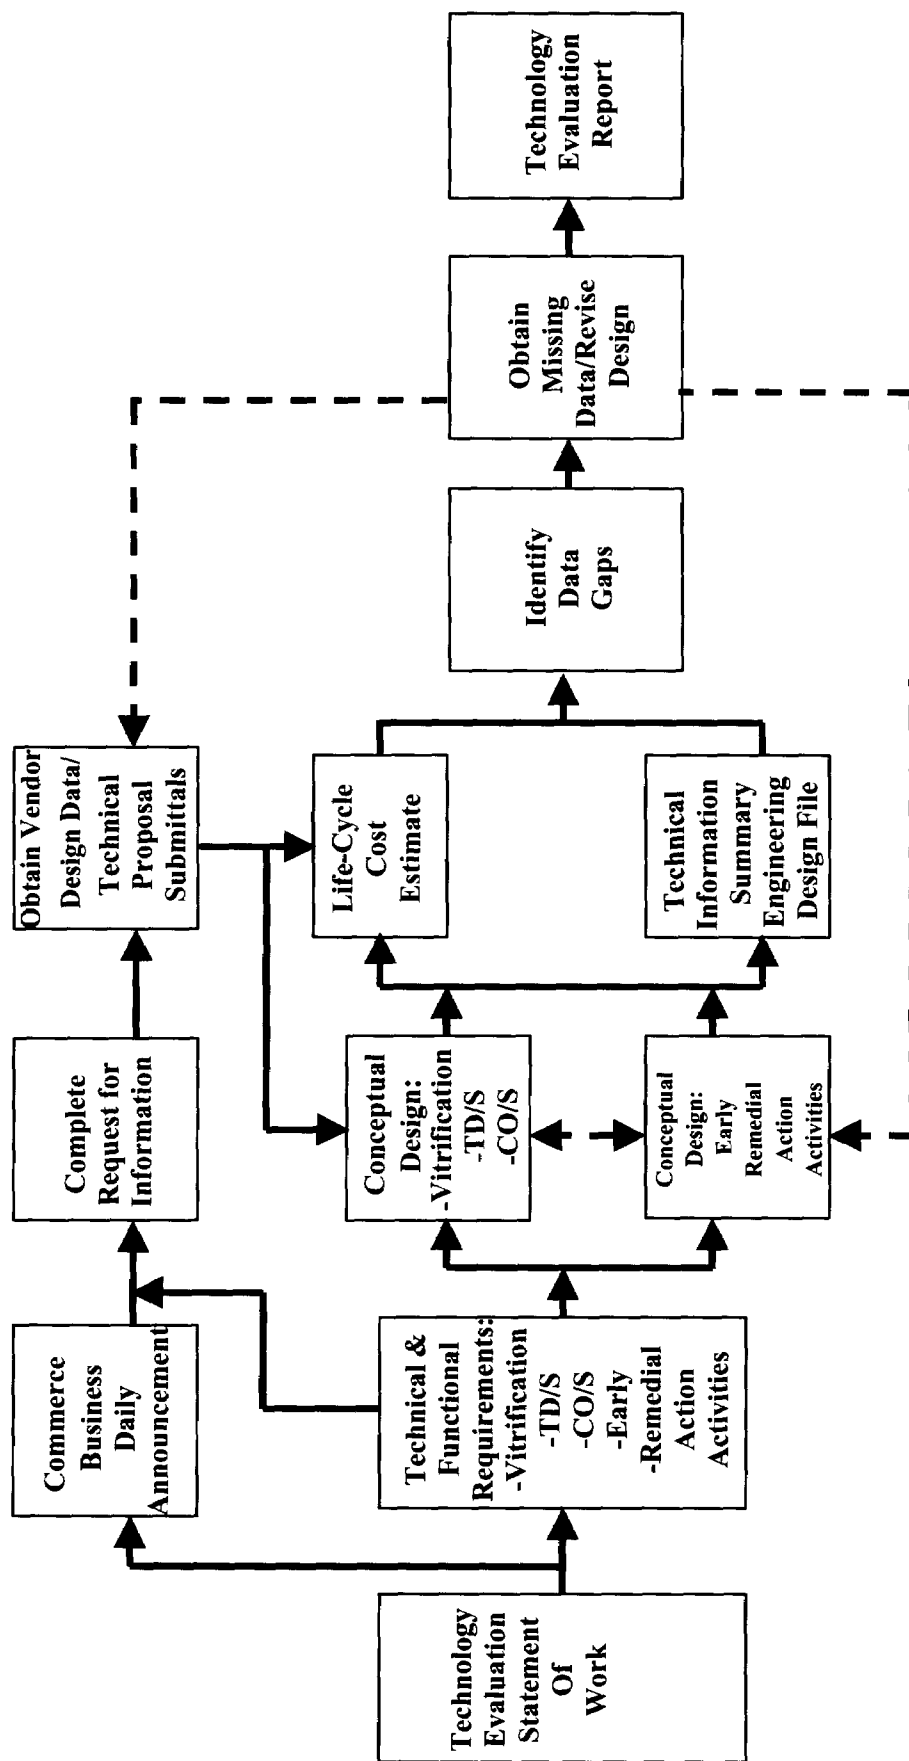 Technology
Evaluation
Statement
Of
Work
Commerce
Business
Daily
Announcement
Technical &
Functional
Requirements:
-Vitrification
-TD/S
-CO/S
-Early
-Remedial
Action
Activities
Complete
Request for
Information
Conceptual
Design:
-Vitrification
-TD/S
-CO/S
Conceptual
Design:
Early
Remedial
Action
Activities
Obtain Vendor
Design Data/
Technical
Proposal
Submittals
Life-Cycle
Cost
Estimate
Technical
Information
Summary
Engineering
Design File
Identify
Data
Gaps
Obtain
Missing
Data/Revise
Design
Technology
Evaluation
Report